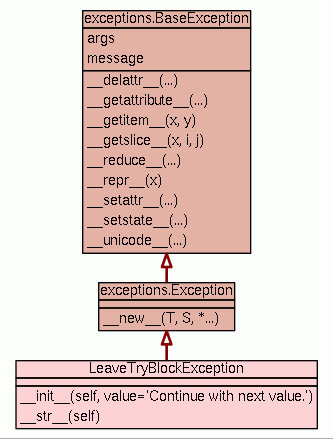 exceptions.BaseException
args
message
__delattr__(...)
__getattribute__(...)
__getitem__(x, y)
__getslice__(x, i, j)
__reduce__(...)
__repr__(x)
__setattr__(...)
__setstate__(...)
__unicode__(...)
exceptions.Exception
__new__(T, S, *...)
LeaveTryBlockException
__init__(self, value='Continue with next value.')
__str__(self)